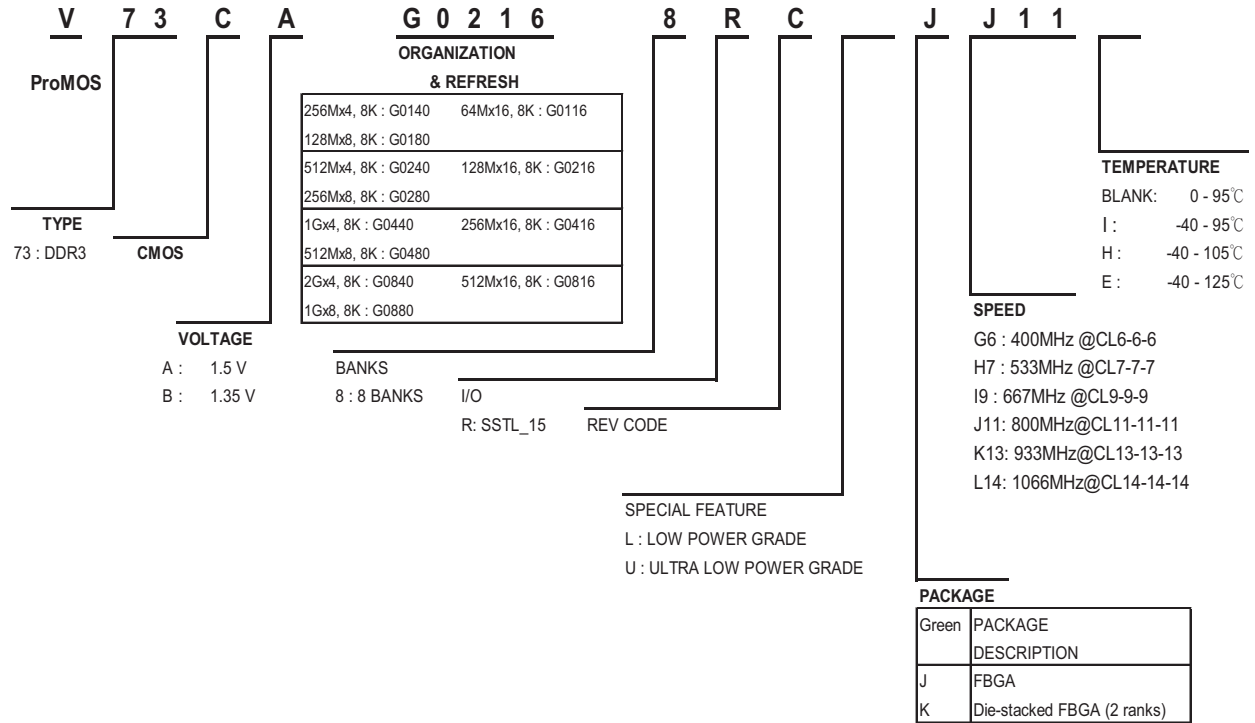 V 7 3 C A G 0 2 1 6 8 R C J J 1 1
ProMOS
ORGANIZATION
& REFRESH
256Mx4, 8K : G0140 64Mx16, 8K : G0116
128Mx8, 8K : G0180
512Mx4, 8K : G0240 128Mx16, 8K : G0216
256Mx8, 8K : G0280
1Gx4, 8K : G0440 256Mx16, 8K : G0416
512Mx8, 8K : G0480
2Gx4, 8K : G0840 512Mx16, 8K : G0816
1Gx8, 8K : G0880
TYPE
73 : DDR3
CMOS
VOLTAGE
A : 1.5 V
B : 1.35 V
BANKS
8 : 8 BANKS
I/O
R: SSTL_15
REV CODE
SPECIAL FEATURE
L : LOW POWER GRADE
U : ULTRA LOW POWER GRADE
TEMPERATURE
BLANK: 0 - 95℃
I : -40 - 95℃
H : -40 - 105℃
E : -40 - 125℃
SPEED
G6 : 400MHz @CL6-6-6
H7 : 533MHz @CL7-7-7
I9 : 667MHz @CL9-9-9
J11: 800MHz@CL11-11-11
K13: 933MHz@CL13-13-13
L14: 1066MHz@CL14-14-14
PACKAGE
Green PACKAGE
DESCRIPTION
J FBGA
K Die-stacked FBGA (2 ranks)